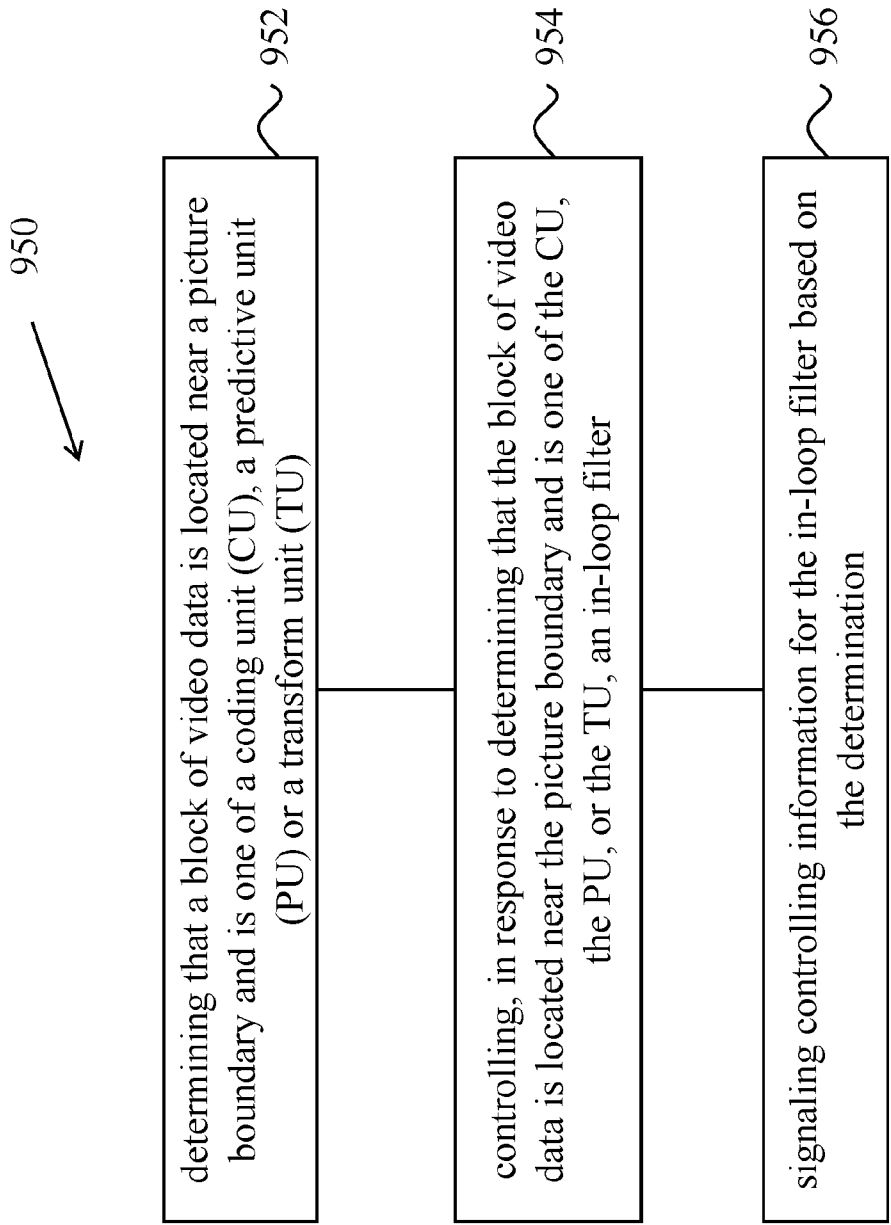 950
determining that a block of video data is located near a picture
boundary and is one of a coding unit (CU), a predictive unit
(PU) or a transform unit (TU)
952
controlling, in response to determining that the block of video
data is located near the picture boundary and is one of the CU,
the PU, or the TU, an in-loop filter
954
signaling controlling information for the in-loop filter based on
the determination
956